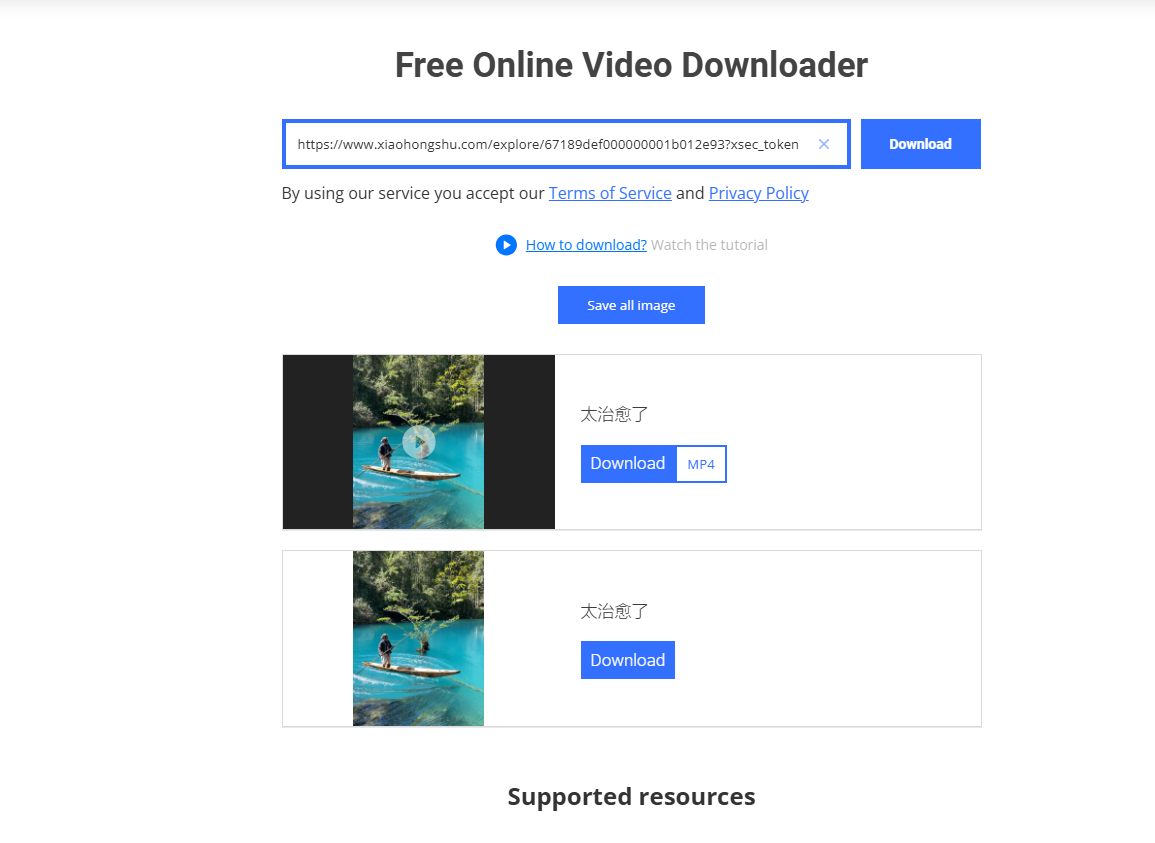 Free Online Video Downloader
https://www.xiaohongshu.com/explore/67189def000000001b012e93?xsec_token
Download
By using our service you accept our Terms of Service and Privacy Policy
How to download? Watch the tutorial
Save all image
太治愈了
Download MP4
太治愈了
Download
Supported resources